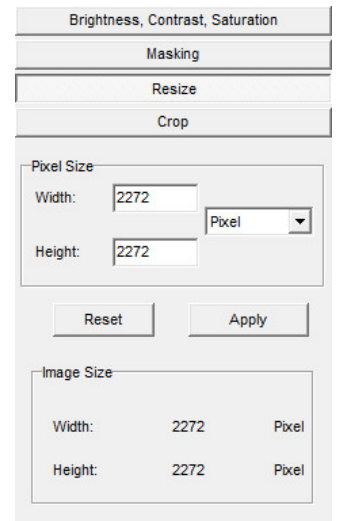 Brightness, Contrast, Saturation
Masking
Resize
Crop
Pixel Size
Width: 2272
Pixel
Height: 2272
Reset Apply
Image Size
Width: 2272 Pixel
Height: 2272 Pixel